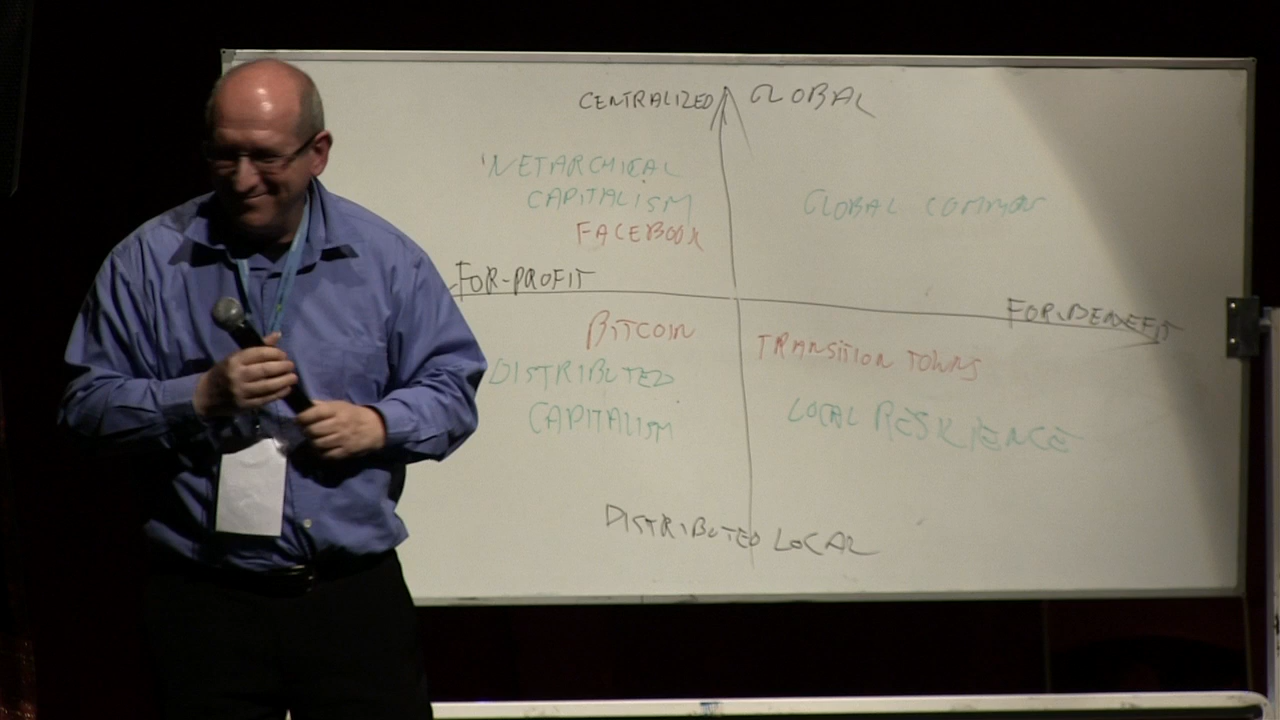 CENTRALIZED GLOBAL
'NETARCHICAL
CAPITALISM
FACEBOOK
GLOBAL COMMONS
FOR-PROFIT
FOR-BENEFIT
BITCOIN
DISTRIBUTED
CAPITALISM
TRANSITION TOWNS
LOCAL RESILIENCE
DISTRIBUTED LOCAL